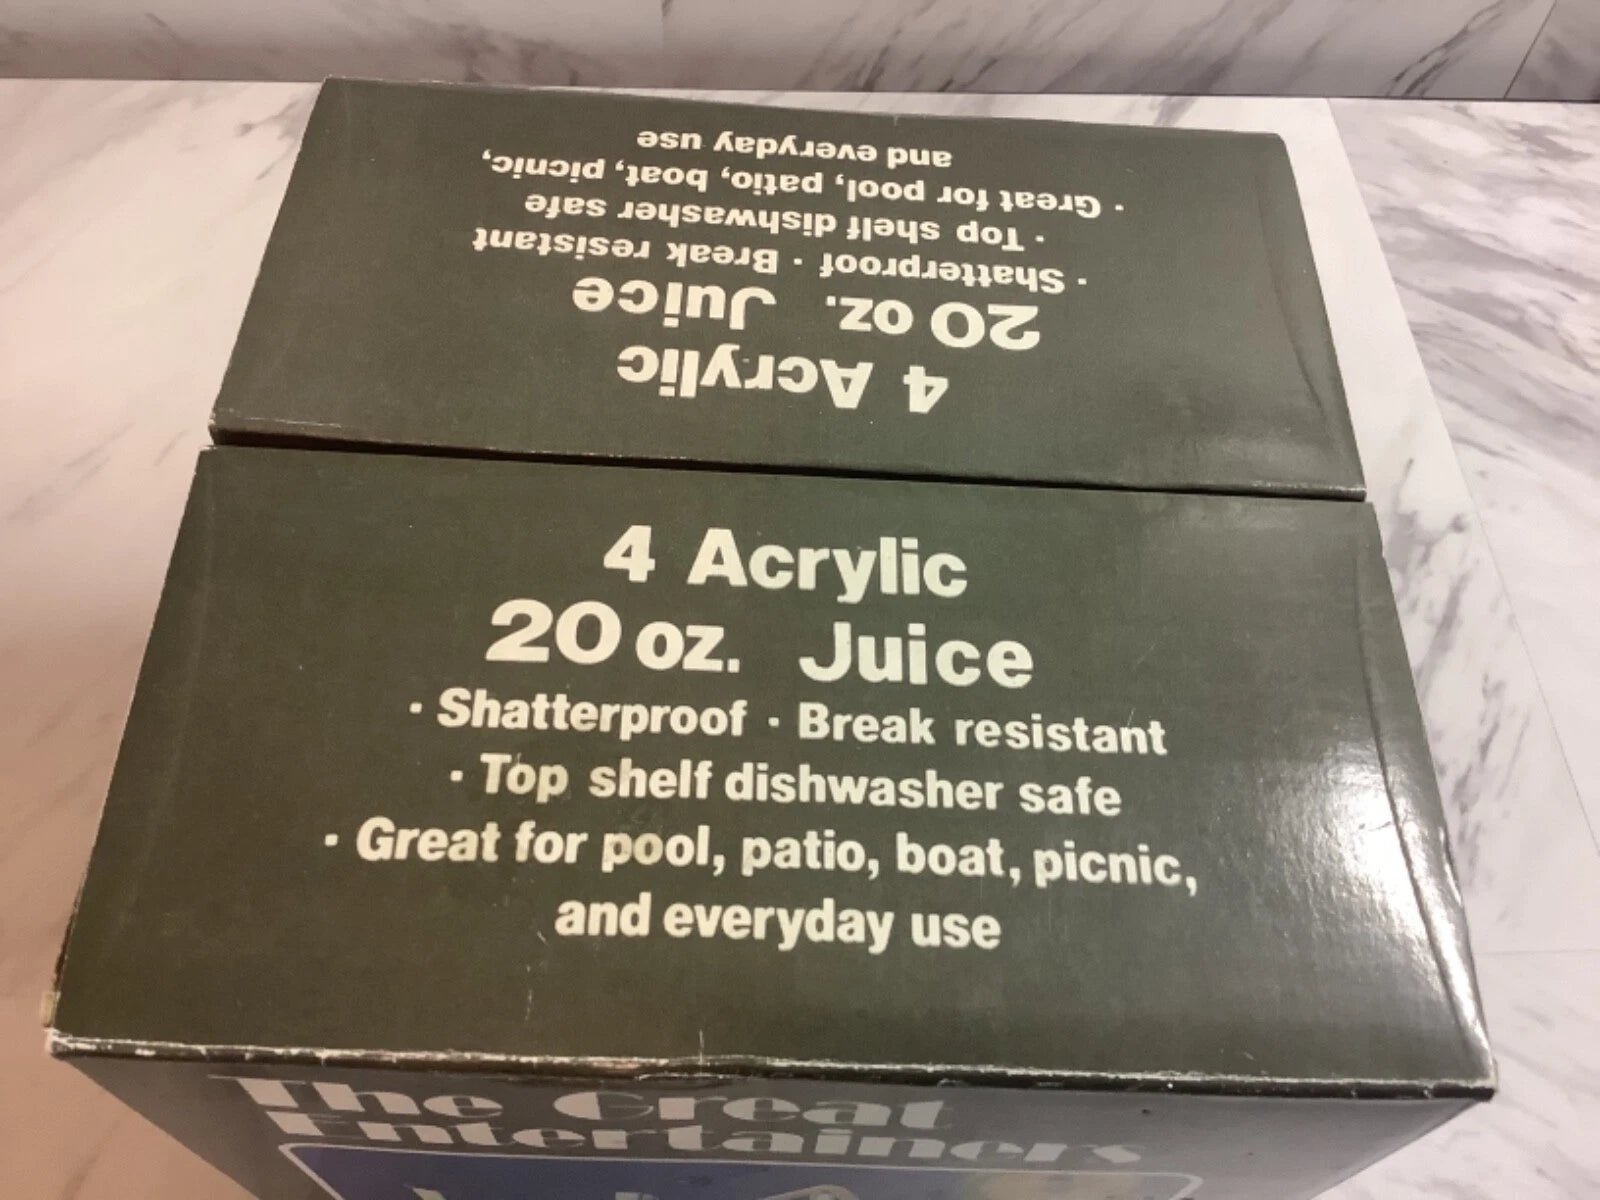 and everyday use
· Great for pool, patio, boat, picnic,
· Top shelf dishwasher safe
· Shatterproof · Break resistant
20 oz. Juice
4 Acrylic
4 Acrylic
20 oz. Juice
· Shatterproof · Break resistant
· Top shelf dishwasher safe
· Great for pool, patio, boat, picnic,
and everyday use
The Great
Entertainers